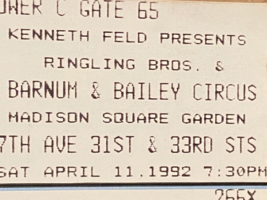 OWER C GATE 65
KENNETH FELD PRESENTS
RINGLING BROS. &
BARNUM & BAILEY CIRCUS
MADISON SQUARE GARDEN
7TH AVE 31ST & 33RD STS
SAT APRIL 11,1992 7:30PM
266X